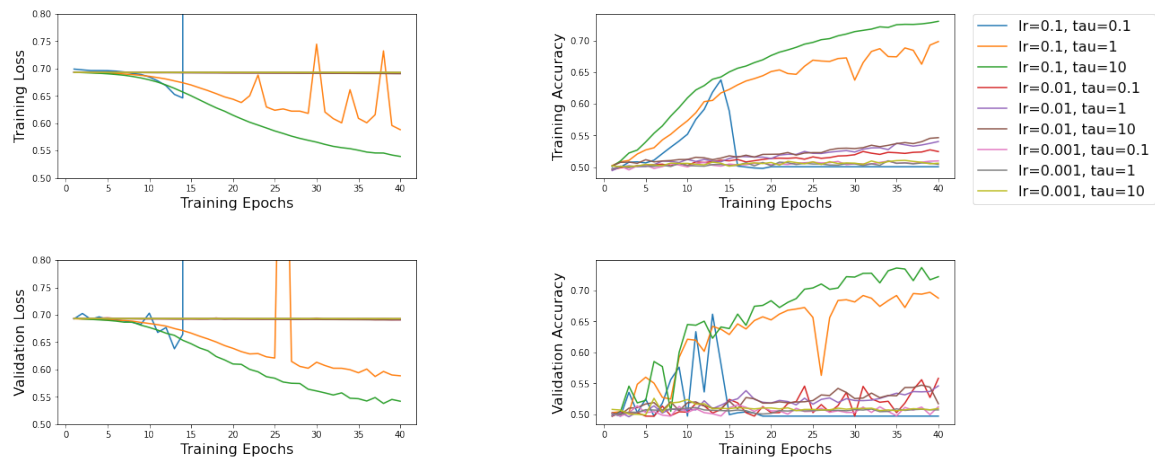 0.80
0.75
0.70
0.65
0.60
0.55
0.50
Training Loss
0 5 10 15 20 25 30 35 40
Training Epochs
0.70
0.65
0.60
0.55
0.50
Training Accuracy
0 5 10 15 20 25 30 35 40
Training Epochs
lr=0.1, tau=0.1
lr=0.1, tau=1
lr=0.1, tau=10
lr=0.01, tau=0.1
lr=0.01, tau=1
lr=0.01, tau=10
lr=0.001, tau=0.1
lr=0.001, tau=1
lr=0.001, tau=10
0.80
0.75
0.70
0.65
0.60
0.55
0.50
Validation Loss
0 5 10 15 20 25 30 35 40
Training Epochs
0.70
0.65
0.60
0.55
0.50
Validation Accuracy
0 5 10 15 20 25 30 35 40
Training Epochs